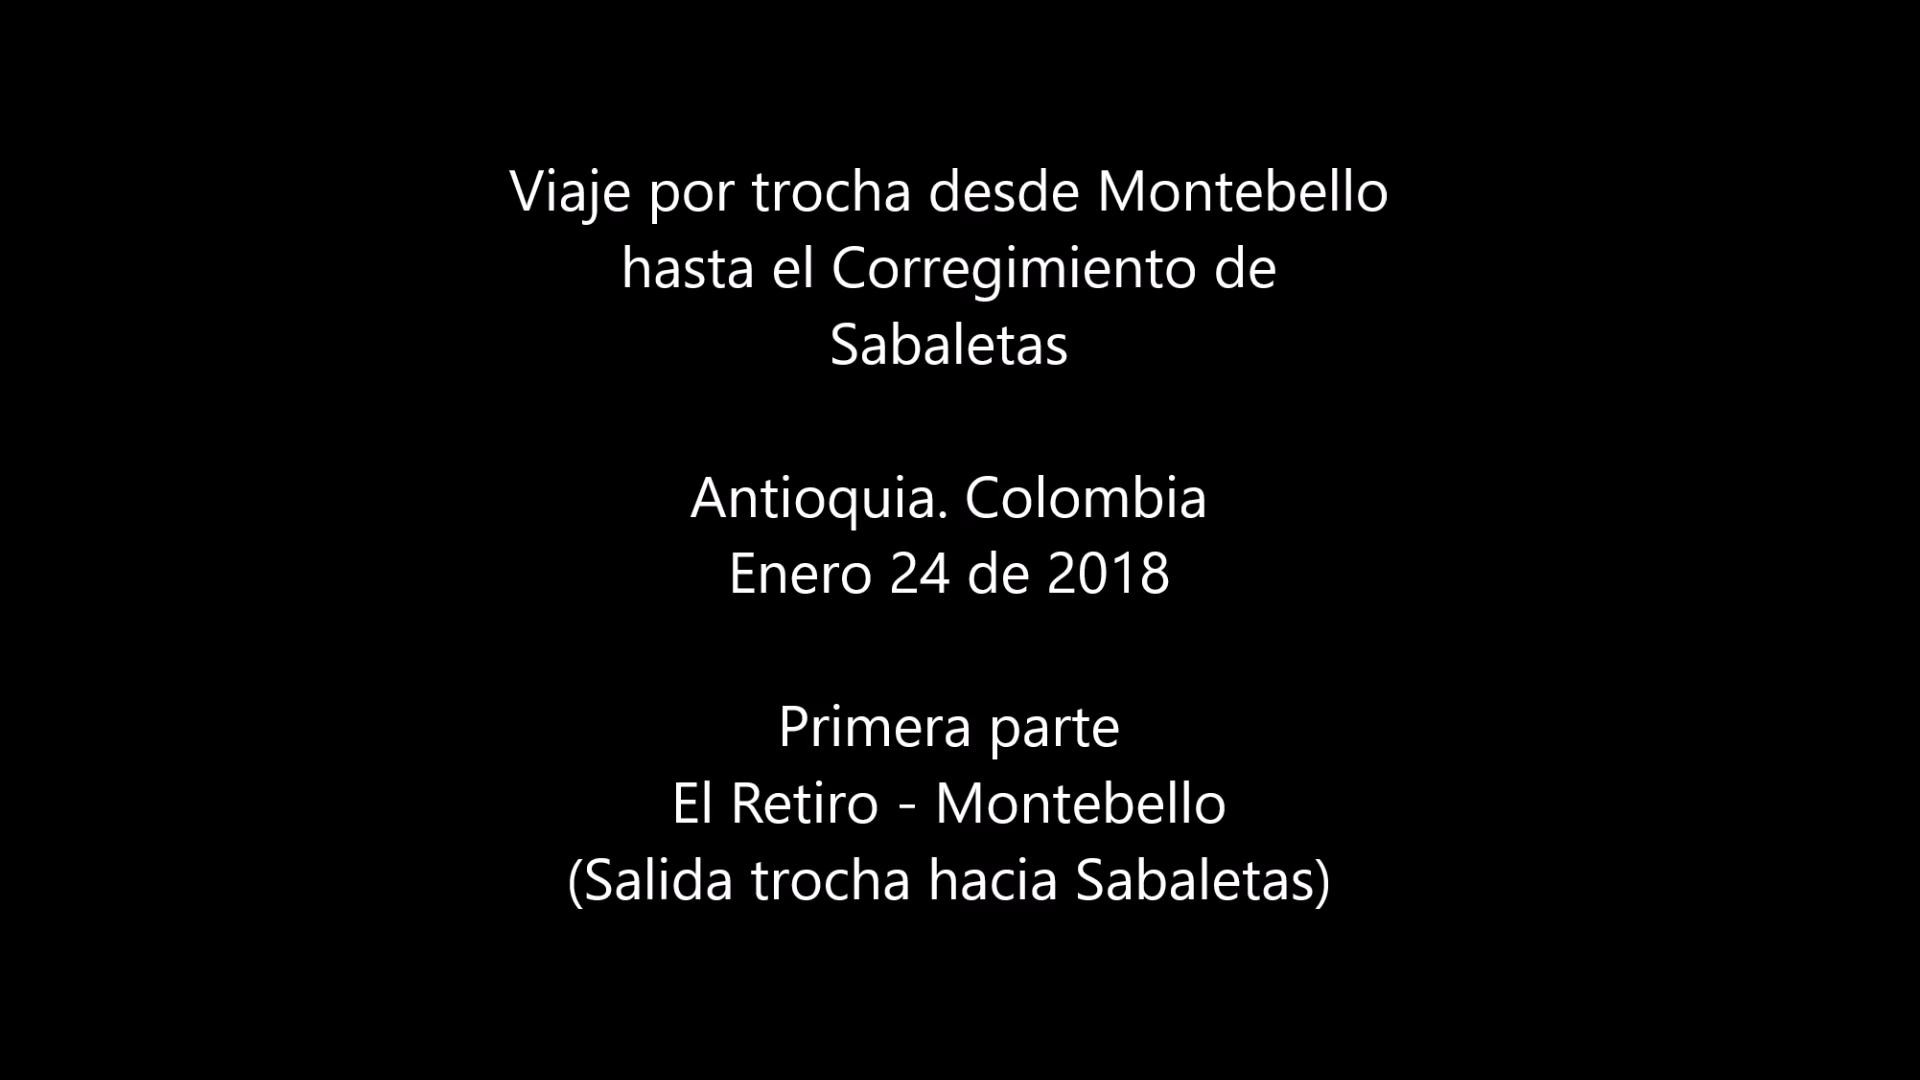 Viaje por trocha desde Montebello
hasta el Corregimiento de
Sabaletas
Antioquia. Colombia
Enero 24 de 2018
Primera parte
El Retiro - Montebello
(Salida trocha hacia Sabaletas)